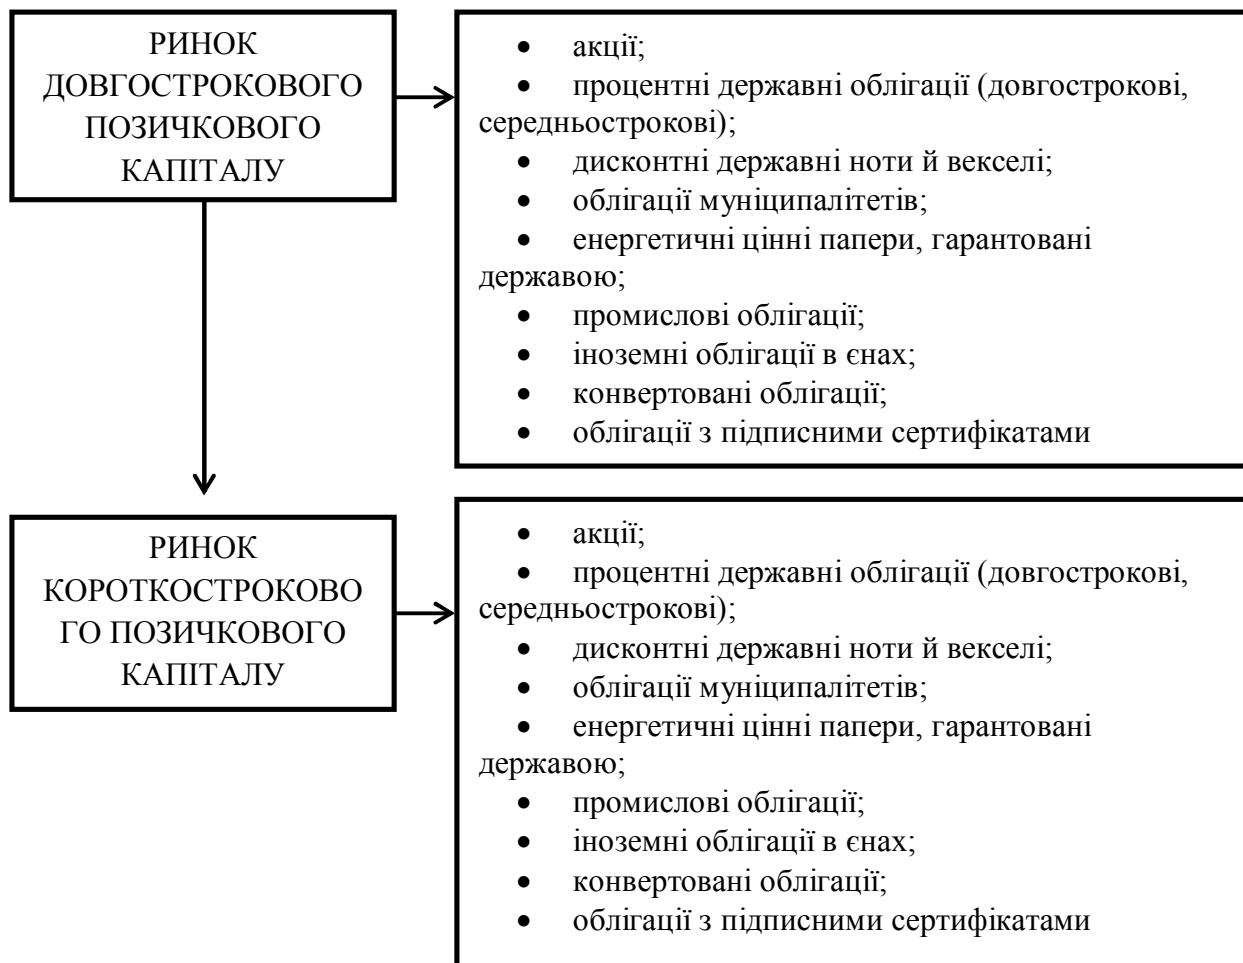 РИНОК
ДОВГОСТРОКОВОГО
ПОЗИЧКОВОГО
КАПІТАЛУ
• акції;
• процентні державні облігації (довгострокові,
середньострокові);
• дисконтні державні ноти й векселі;
• облігації муніципалітетів;
• енергетичні цінні папери, гарантовані
державою;
• промислові облігації;
• іноземні облігації в єнах;
• конвертовані облігації;
• облігації з підписними сертифікатами
РИНОК
КОРОТКОСТРОКОВО
ГО ПОЗИЧКОВОГО
КАПІТАЛУ
• акції;
• процентні державні облігації (довгострокові,
середньострокові);
• дисконтні державні ноти й векселі;
• облігації муніципалітетів;
• енергетичні цінні папери, гарантовані
державою;
• промислові облігації;
• іноземні облігації в єнах;
• конвертовані облігації;
• облігації з підписними сертифікатами